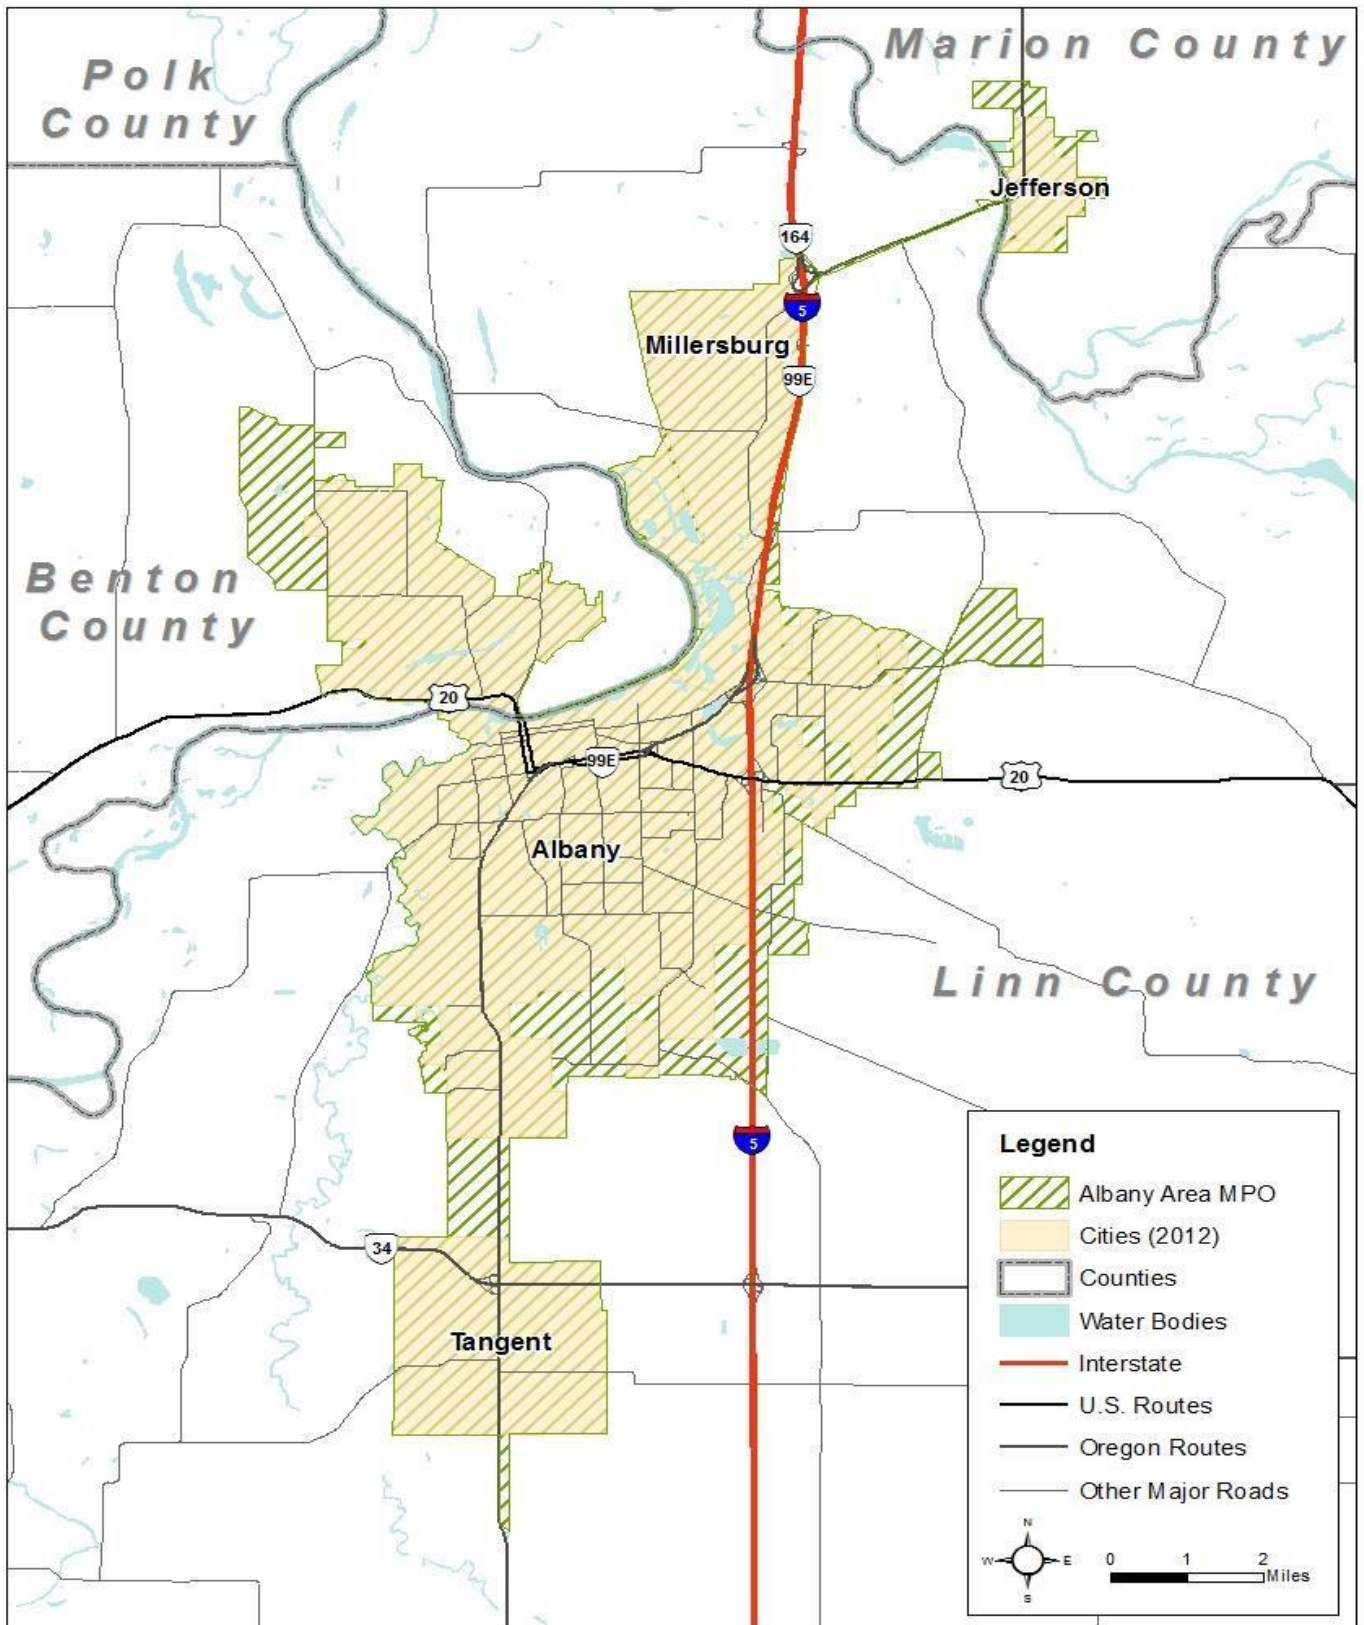 Polk
County
Marion County
Jefferson
164
5
Millersburg
99E
Benton
County
20
99E
20
Albany
Linn County
5
34
Tangent
Legend
Albany Area MPO
Cities (2012)
Counties
Water Bodies
Interstate
U.S. Routes
Oregon Routes
Other Major Roads
N
W E
S
0 1 2
Miles